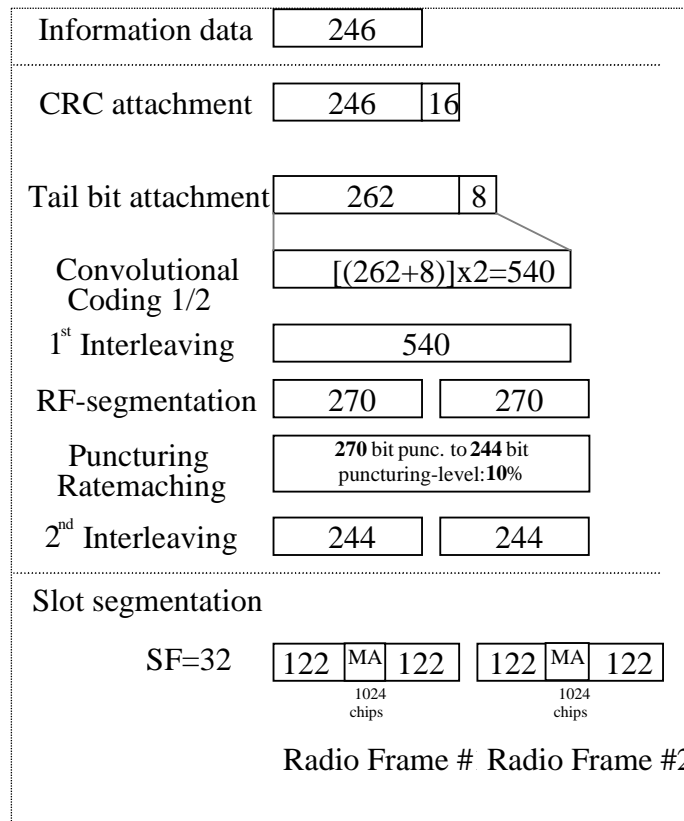 Information data 246
CRC attachment 246 16
Tail bit attachment 262 8
Convolutional [(262+8)]x2=540
Coding 1/2
1st Interleaving 540
RF-segmentation 270 270
Puncturing 270 bit punc. to 244 bit
Ratemaching puncturing-level:10%
2nd Interleaving 244 244
Slot segmentation
SF=32 122 MA 122 122 MA 122
1024 1024
chips chips
Radio Frame # Radio Frame #2